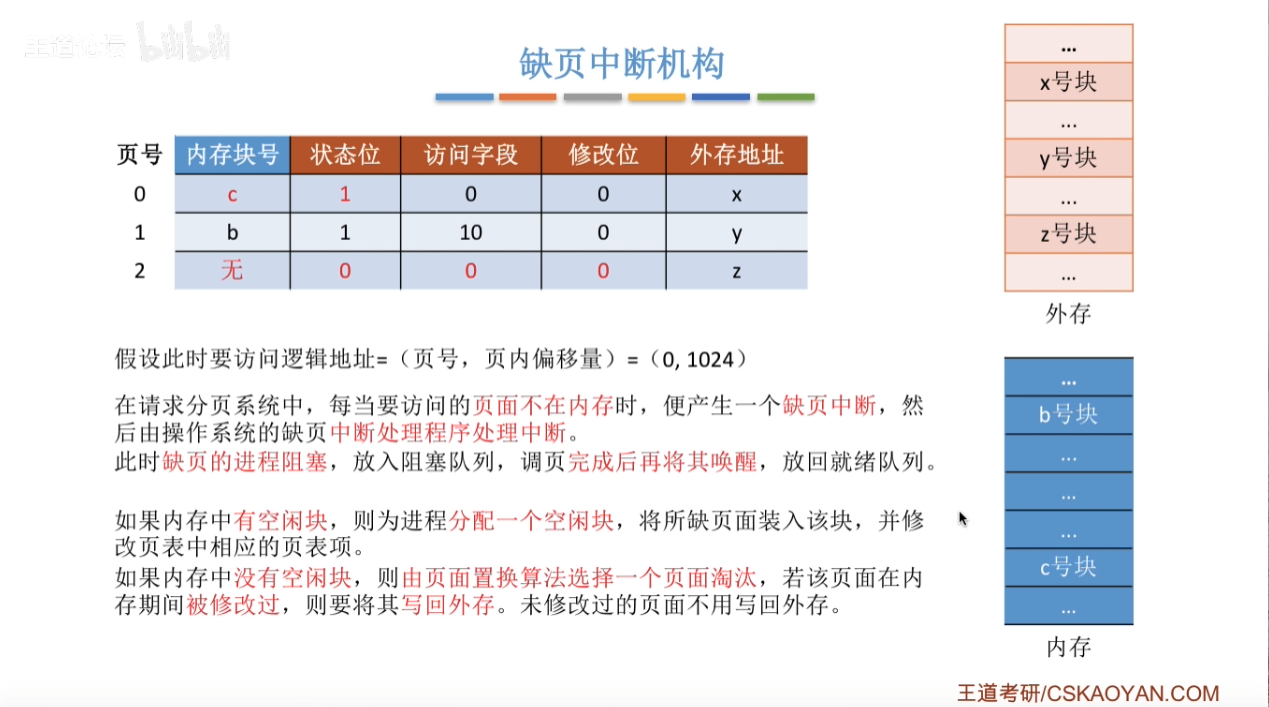 王道论坛 bilibili
缺页中断机构
页号 内存块号 状态位 访问字段 修改位 外存地址
0 c 1 0 0 x
1 b 1 10 0 y
2 无 0 0 0 z
假设此时要访问逻辑地址=（页号，页内偏移量）=（0, 1024）
在请求分页系统中，每当要访问的页面不在内存时，便产生一个缺页中断，然
后由操作系统的缺页中断处理程序处理中断。
此时缺页的进程阻塞，放入阻塞队列，调页完成后再将其唤醒，放回就绪队列。
如果内存中有空闲块，则为进程分配一个空闲块，将所缺页面装入该块，并修
改页表中相应的页表项。
如果内存中没有空闲块，则由页面置换算法选择一个页面淘汰，若该页面在内
存期间被修改过，则要将其写回外存。未修改过的页面不用写回外存。
...
x号块
...
y号块
...
z号块
...
外存
...
b号块
...
...
...
c号块
...
内存
王道考研/CSKAOYAN.COM